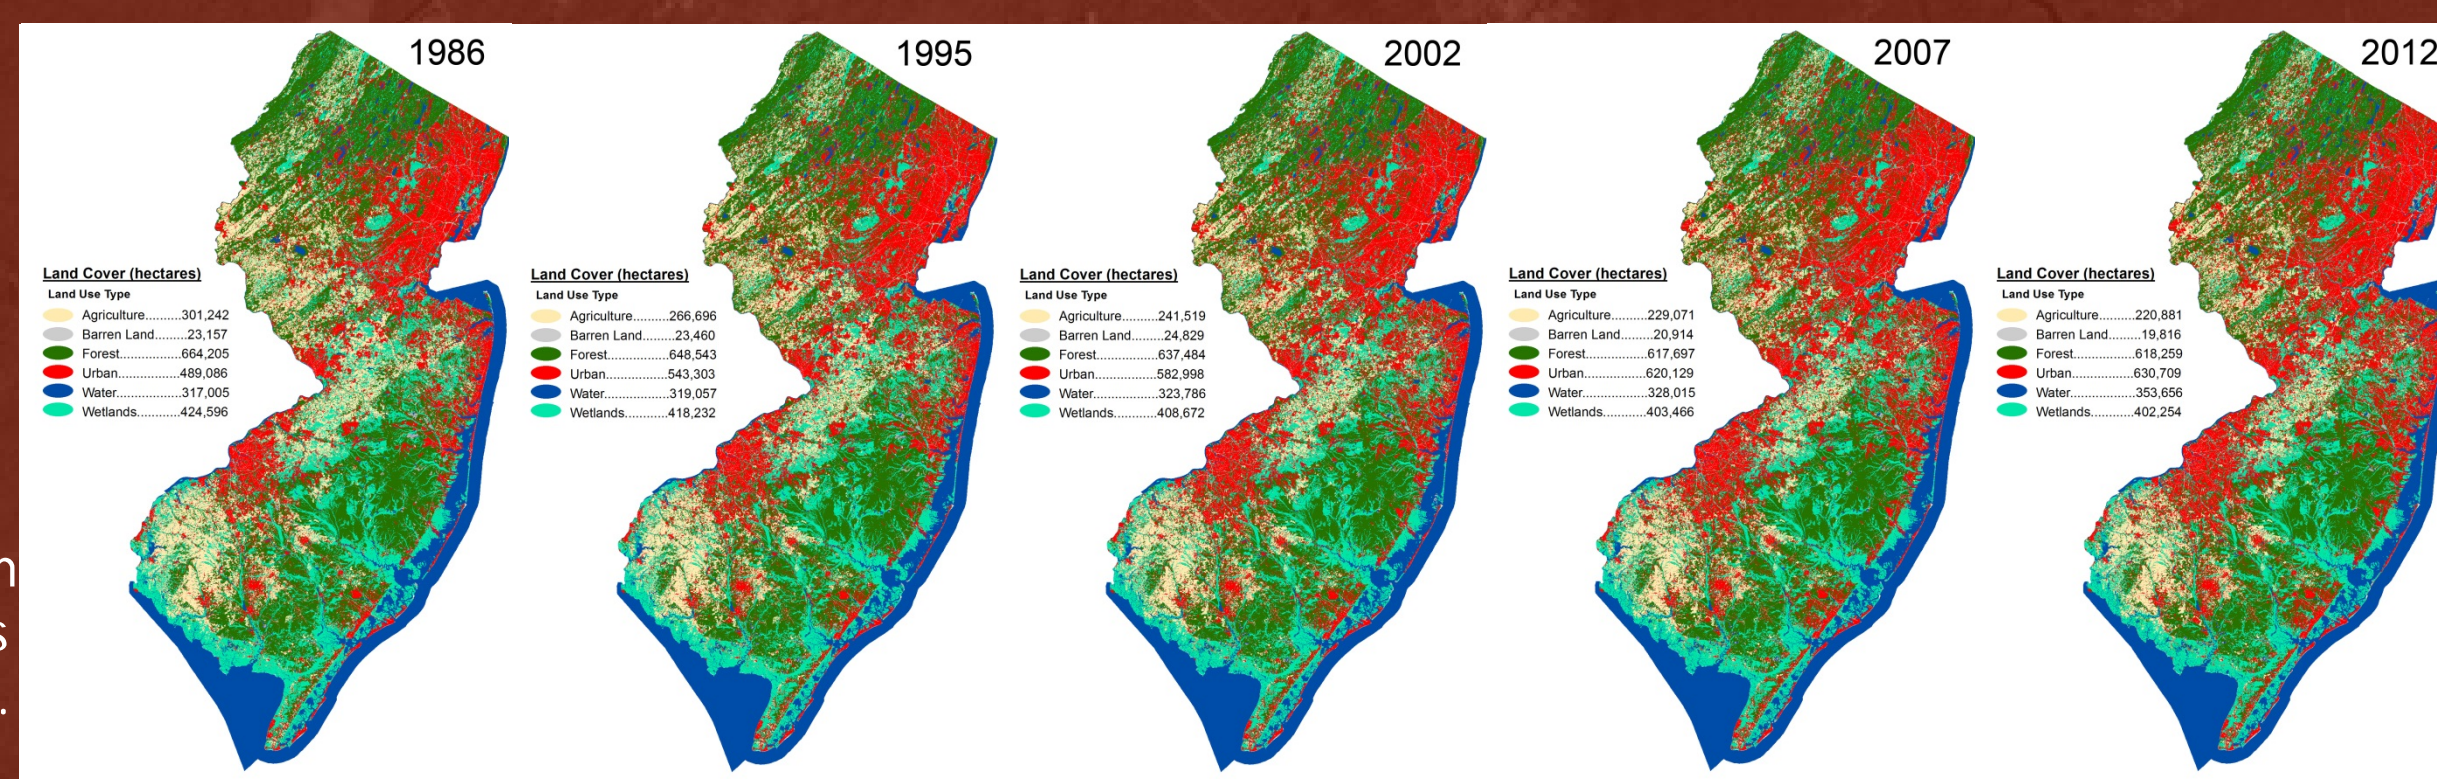 1986
Land Cover (hectares)
Land Use Type
Agriculture..........301,242
Barren Land.........23,157
Forest.................664,205
Urban..................489,086
Water..................317,005
Wetlands............424,596
1995
Land Cover (hectares)
Land Use Type
Agriculture..........266,696
Barren Land.........23,460
Forest.................648,543
Urban..................543,303
Water..................319,057
Wetlands............418,232
2002
Land Cover (hectares)
Land Use Type
Agriculture..........241,519
Barren Land.........24,829
Forest.................637,484
Urban..................582,998
Water..................323,786
Wetlands............408,672
2007
Land Cover (hectares)
Land Use Type
Agriculture..........229,071
Barren Land.........20,914
Forest.................617,697
Urban..................620,129
Water..................328,015
Wetlands............403,466
2012
Land Cover (hectares)
Land Use Type
Agriculture..........220,881
Barren Land.........19,816
Forest.................618,259
Urban..................630,709
Water..................353,656
Wetlands............402,254